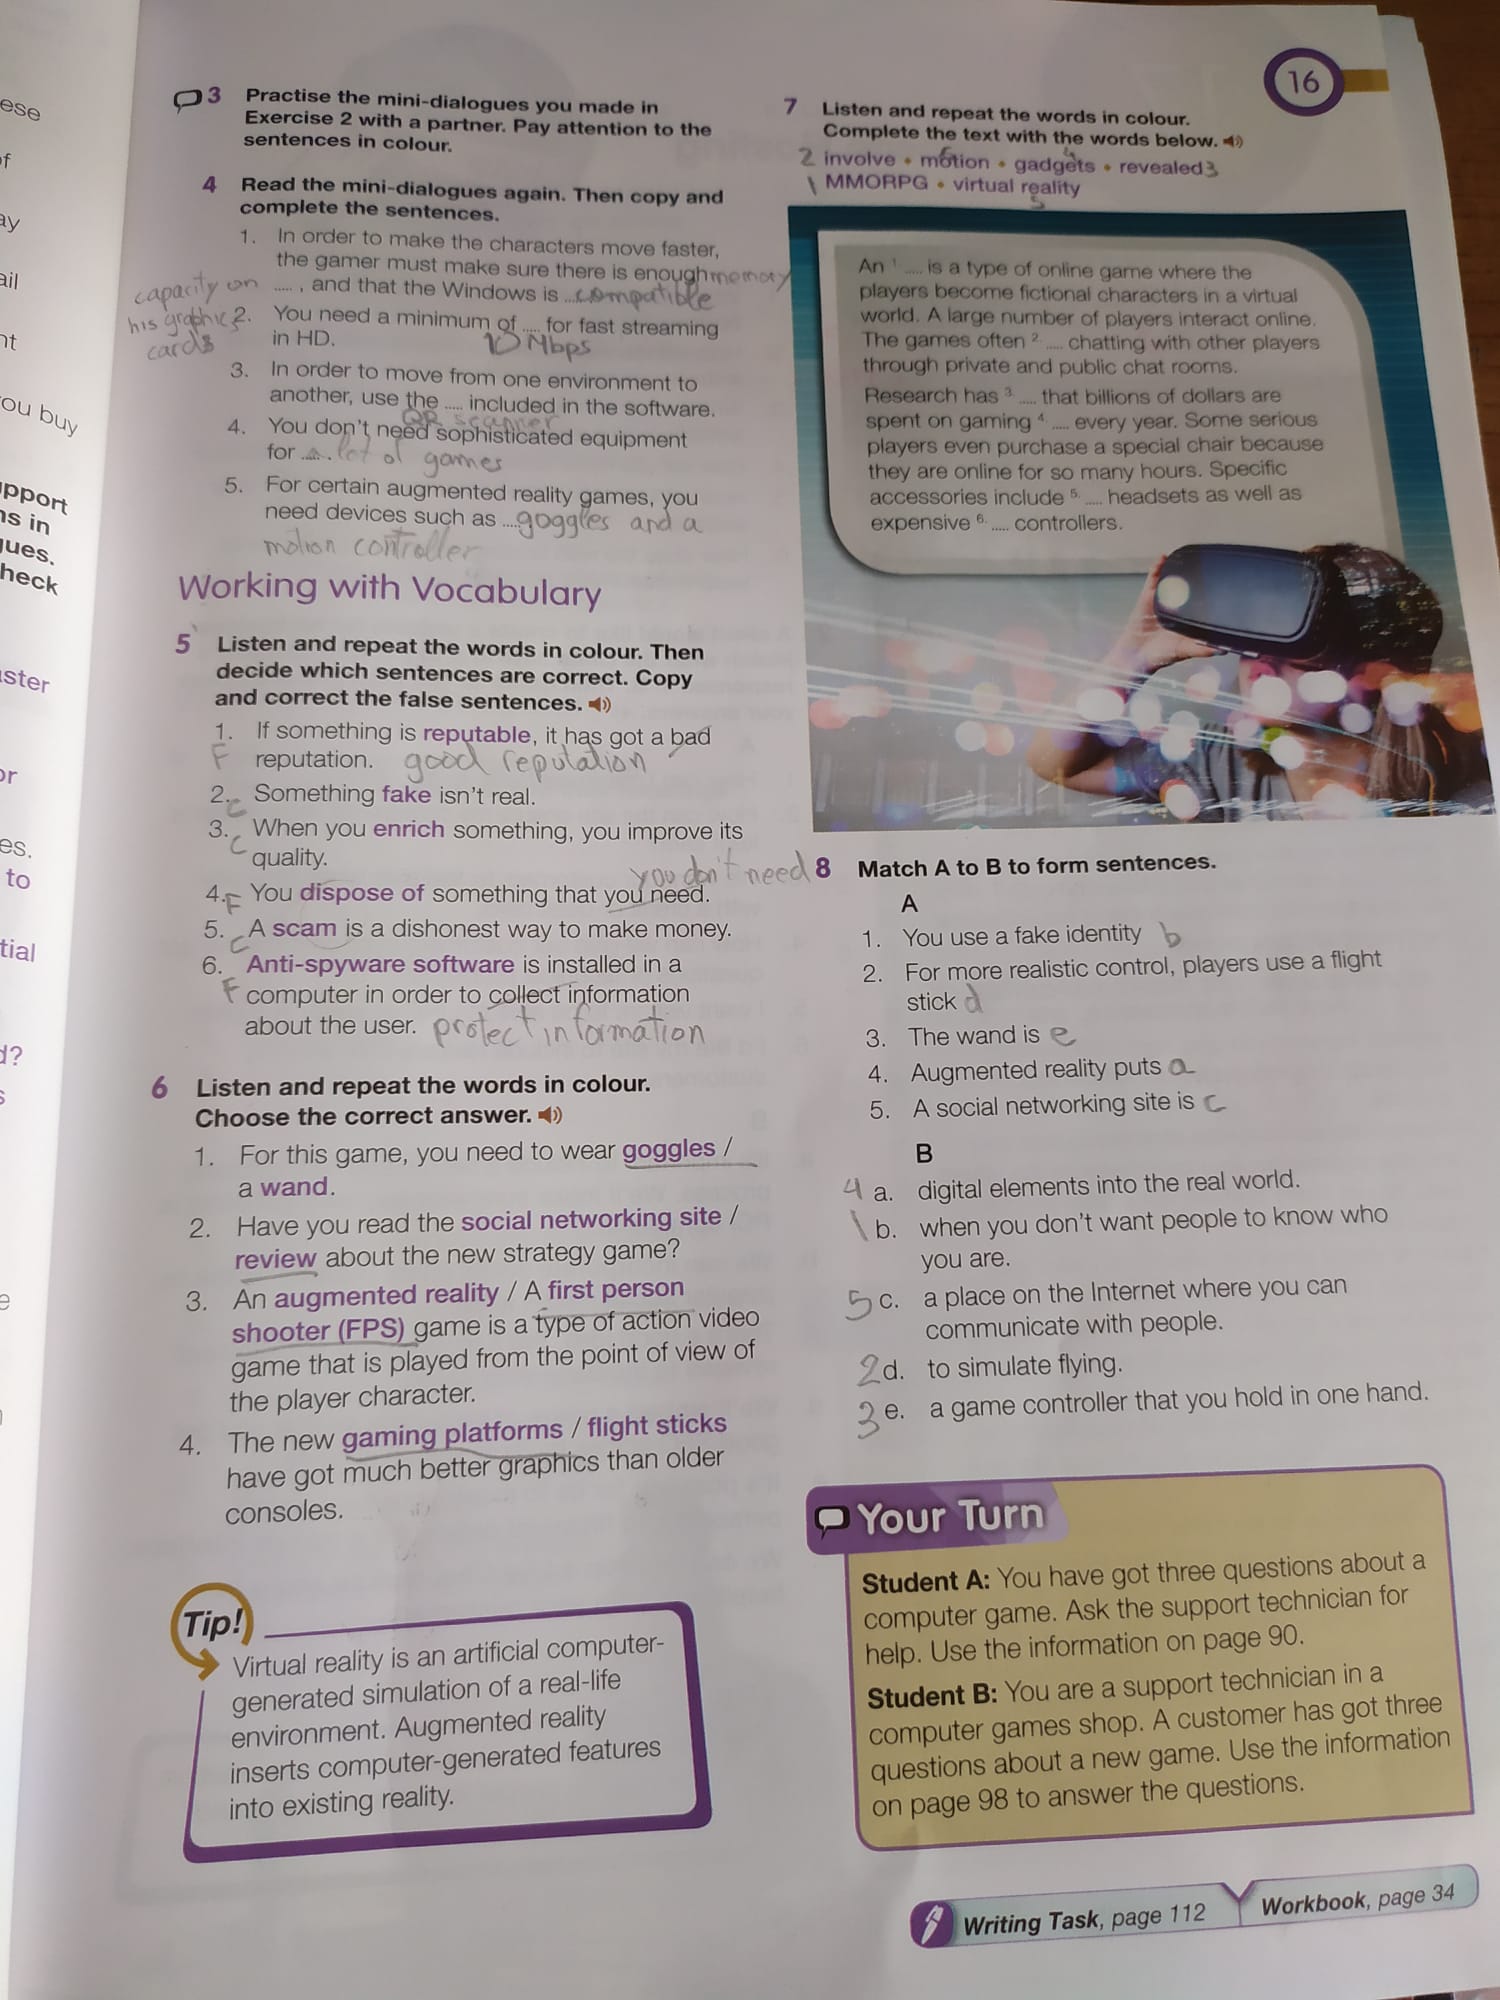 ese
of
ay
ail
nt
ou buy
pport
ns in
gues.
heck
ster
or
es.
to
tial
d?
s
e
16
3 Practise the mini-dialogues you made in
Exercise 2 with a partner. Pay attention to the
sentences in colour.
4 Read the mini-dialogues again. Then copy and
complete the sentences.
1. In order to make the characters move faster,
the gamer must make sure there is enough memory
capacity on ..... , and that the Windows is ... compatible
his graphics
cards
2. You need a minimum of ..... for fast streaming
in HD. 10 Mbps
3. In order to move from one environment to
another, use the ..... included in the software.
QR scanner
4. You don't need sophisticated equipment
for ..... . a lot of games
5. For certain augmented reality games, you
need devices such as .... goggles and a
motion controller
Working with Vocabulary
5 Listen and repeat the words in colour. Then
decide which sentences are correct. Copy
and correct the false sentences.
1. If something is reputable, it has got a bad
F reputation. good reputation
2. C Something fake isn't real.
3. C When you enrich something, you improve its
quality.
you don't need
4. F You dispose of something that you need.
5. C A scam is a dishonest way to make money.
6. Anti-spyware software is installed in a
F computer in order to collect information
about the user. protect information
6 Listen and repeat the words in colour.
Choose the correct answer.
1. For this game, you need to wear goggles /
a wand.
2. Have you read the social networking site /
review about the new strategy game?
3. An augmented reality / A first person
shooter (FPS) game is a type of action video
game that is played from the point of view of
the player character.
4. The new gaming platforms / flight sticks
have got much better graphics than older
consoles.
Tip!
Virtual reality is an artificial computer-
generated simulation of a real-life
environment. Augmented reality
inserts computer-generated features
into existing reality.
7 Listen and repeat the words in colour.
Complete the text with the words below.
2 involve • motion 6 • gadgets 4 • revealed 3
1 MMORPG • virtual reality
5
An 1. ..... is a type of online game where the
players become fictional characters in a virtual
world. A large number of players interact online.
The games often 2. ..... chatting with other players
through private and public chat rooms.
Research has 3. ..... that billions of dollars are
spent on gaming 4. ..... every year. Some serious
players even purchase a special chair because
they are online for so many hours. Specific
accessories include 5. ..... headsets as well as
expensive 6. ..... controllers.
8 Match A to B to form sentences.
A
1. You use a fake identity b
2. For more realistic control, players use a flight
stick d
3. The wand is e
4. Augmented reality puts a
5. A social networking site is c
B
4 a. digital elements into the real world.
1 b. when you don't want people to know who
you are.
5 c. a place on the Internet where you can
communicate with people.
2 d. to simulate flying.
3 e. a game controller that you hold in one hand.
Your Turn
Student A: You have got three questions about a
computer game. Ask the support technician for
help. Use the information on page 90.
Student B: You are a support technician in a
computer games shop. A customer has got three
questions about a new game. Use the information
on page 98 to answer the questions.
Writing Task, page 112
Workbook, page 34